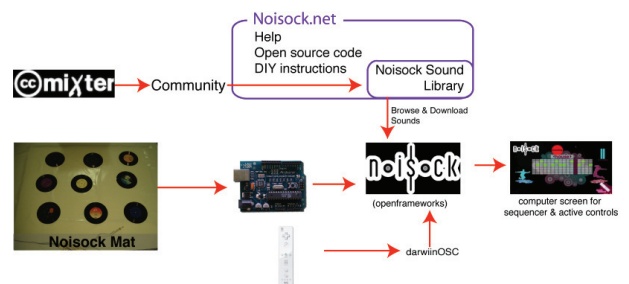 Noisock.net
Help
Open source code
DIY instructions
Noisock Sound
Library
ccmixter
Community
Browse & Download
Sounds
noisock
(openframeworks)
noisock
computer screen for
sequencer & active controls
Noisock Mat
darwiinOSC